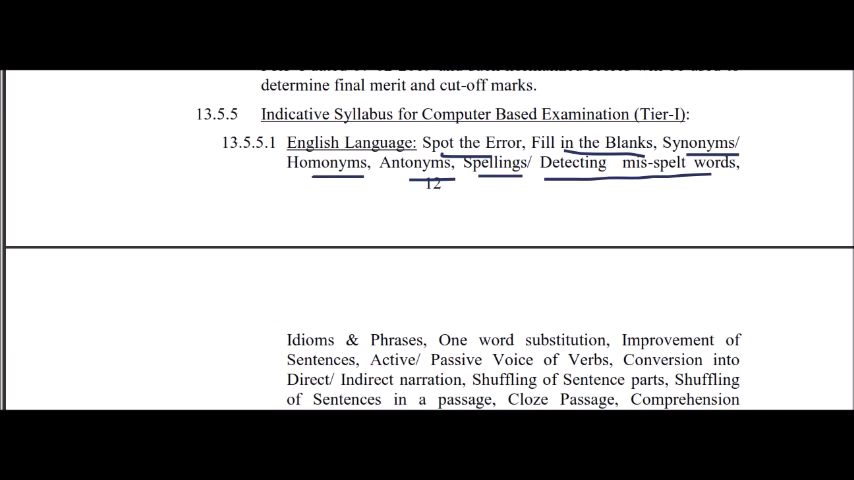 determine final merit and cut-off marks.
13.5.5 Indicative Syllabus for Computer Based Examination (Tier-I):
13.5.5.1 English Language: Spot the Error, Fill in the Blanks, Synonyms/
Homonyms, Antonyms, Spellings/ Detecting mis-spelt words,
12
Idioms & Phrases, One word substitution, Improvement of
Sentences, Active/ Passive Voice of Verbs, Conversion into
Direct/ Indirect narration, Shuffling of Sentence parts, Shuffling
of Sentences in a passage, Cloze Passage, Comprehension